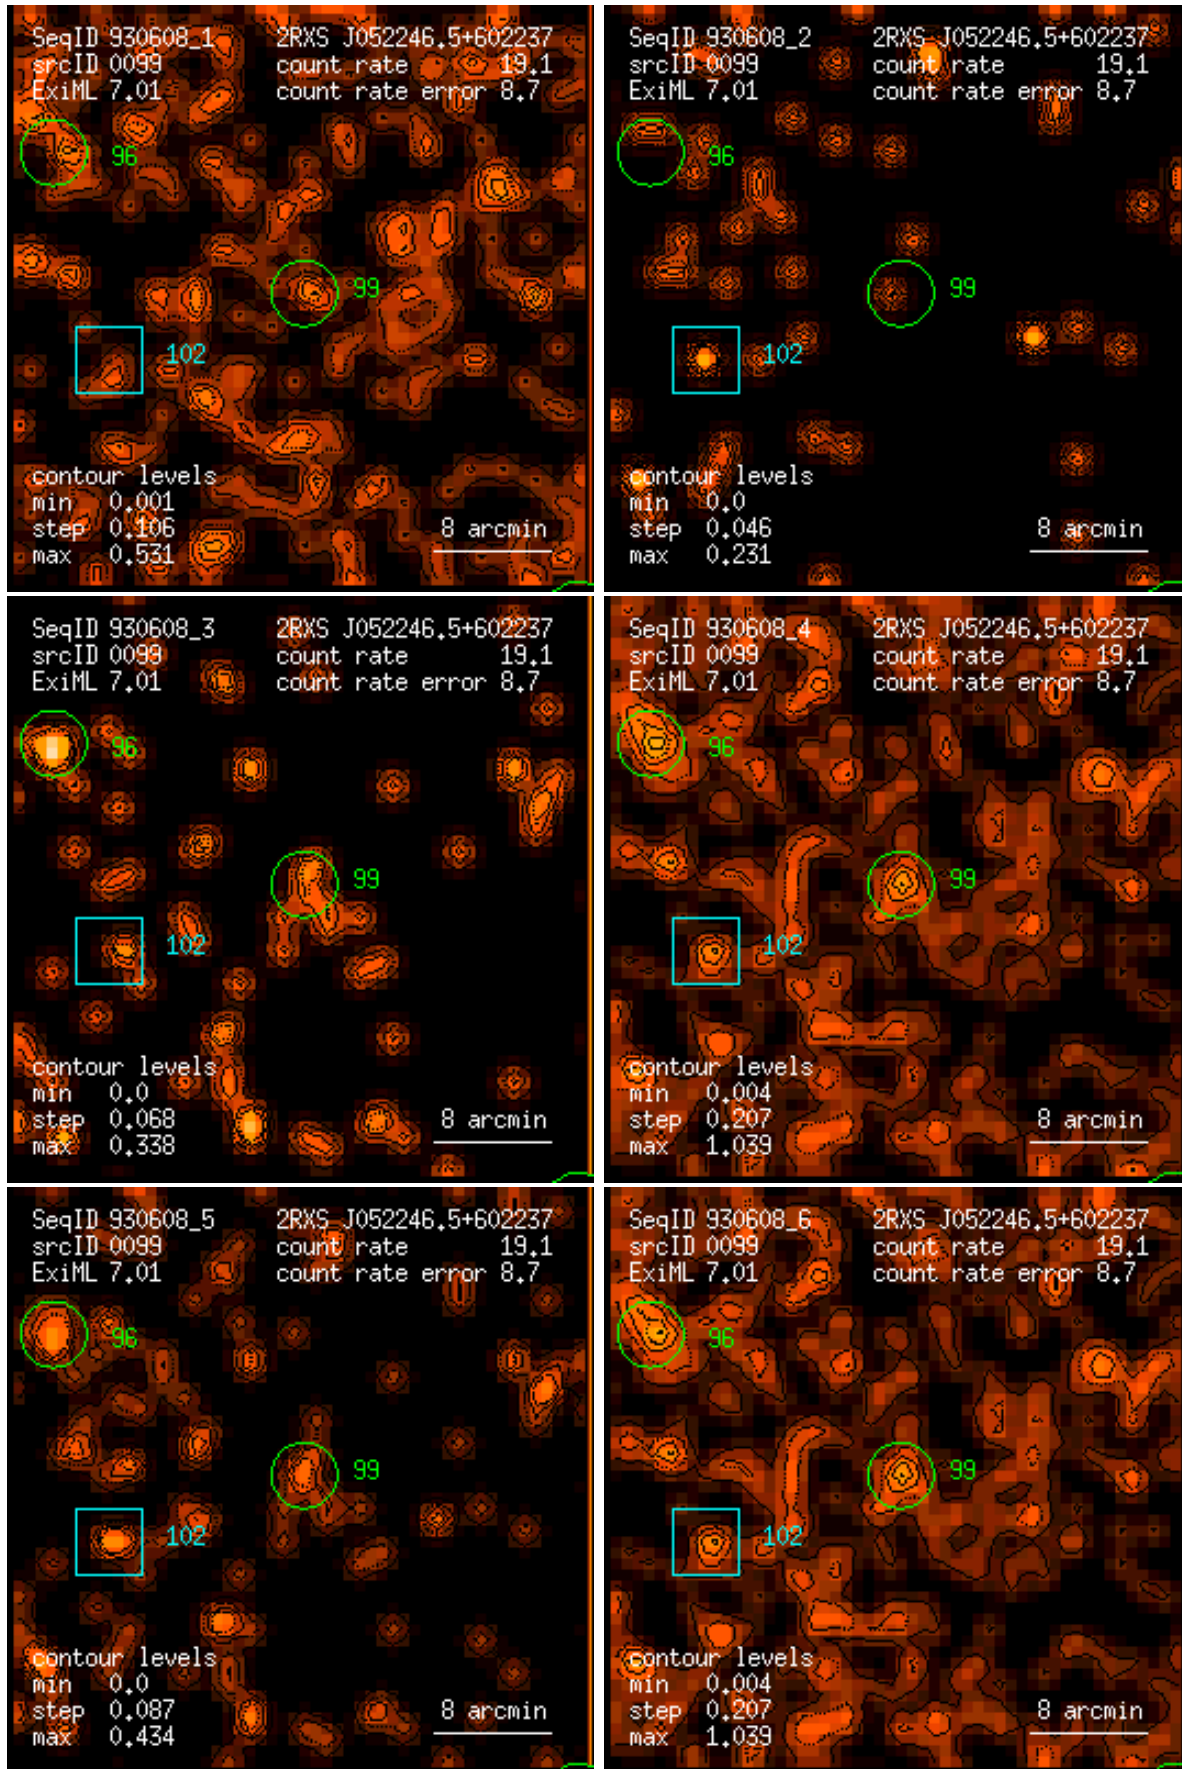 SeqID 930608_1 2RXS J052246.5+602237
srcID 0099 count rate 19.1
ExiML 7.01 count rate error 8.7
96
99
102
contour levels
min 0.001
step 0.106 8 arcmin
max 0.531
SeqID 930608_2 2RXS J052246.5+602237
srcID 0099 count rate 19.1
ExiML 7.01 count rate error 8.7
96
99
102
contour levels
min 0.0
step 0.046 8 arcmin
max 0.231
SeqID 930608_3 2RXS J052246.5+602237
srcID 0099 count rate 19.1
ExiML 7.01 count rate error 8.7
96
99
102
contour levels
min 0.0
step 0.068 8 arcmin
max 0.338
SeqID 930608_4 2RXS J052246.5+602237
srcID 0099 count rate 19.1
ExiML 7.01 count rate error 8.7
96
99
102
contour levels
min 0.004
step 0.207 8 arcmin
max 1.039
SeqID 930608_5 2RXS J052246.5+602237
srcID 0099 count rate 19.1
ExiML 7.01 count rate error 8.7
96
99
102
contour levels
min 0.0
step 0.087 8 arcmin
max 0.434
SeqID 930608_6 2RXS J052246.5+602237
srcID 0099 count rate 19.1
ExiML 7.01 count rate error 8.7
96
99
102
contour levels
min 0.004
step 0.207 8 arcmin
max 1.039